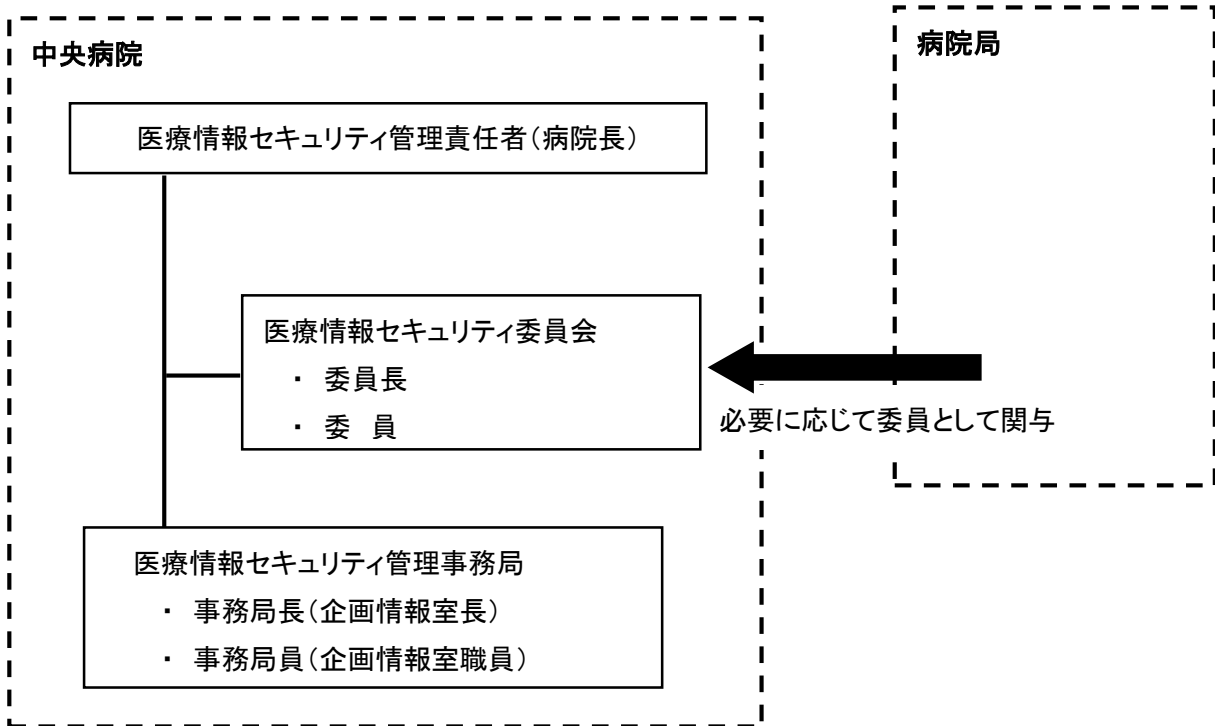 中央病院
医療情報セキュリティ管理責任者（病院長）
医療情報セキュリティ委員会
・ 委員長
・ 委　員
医療情報セキュリティ管理事務局
・ 事務局長（企画情報室長）
・ 事務局員（企画情報室職員）
病院局
必要に応じて委員として関与